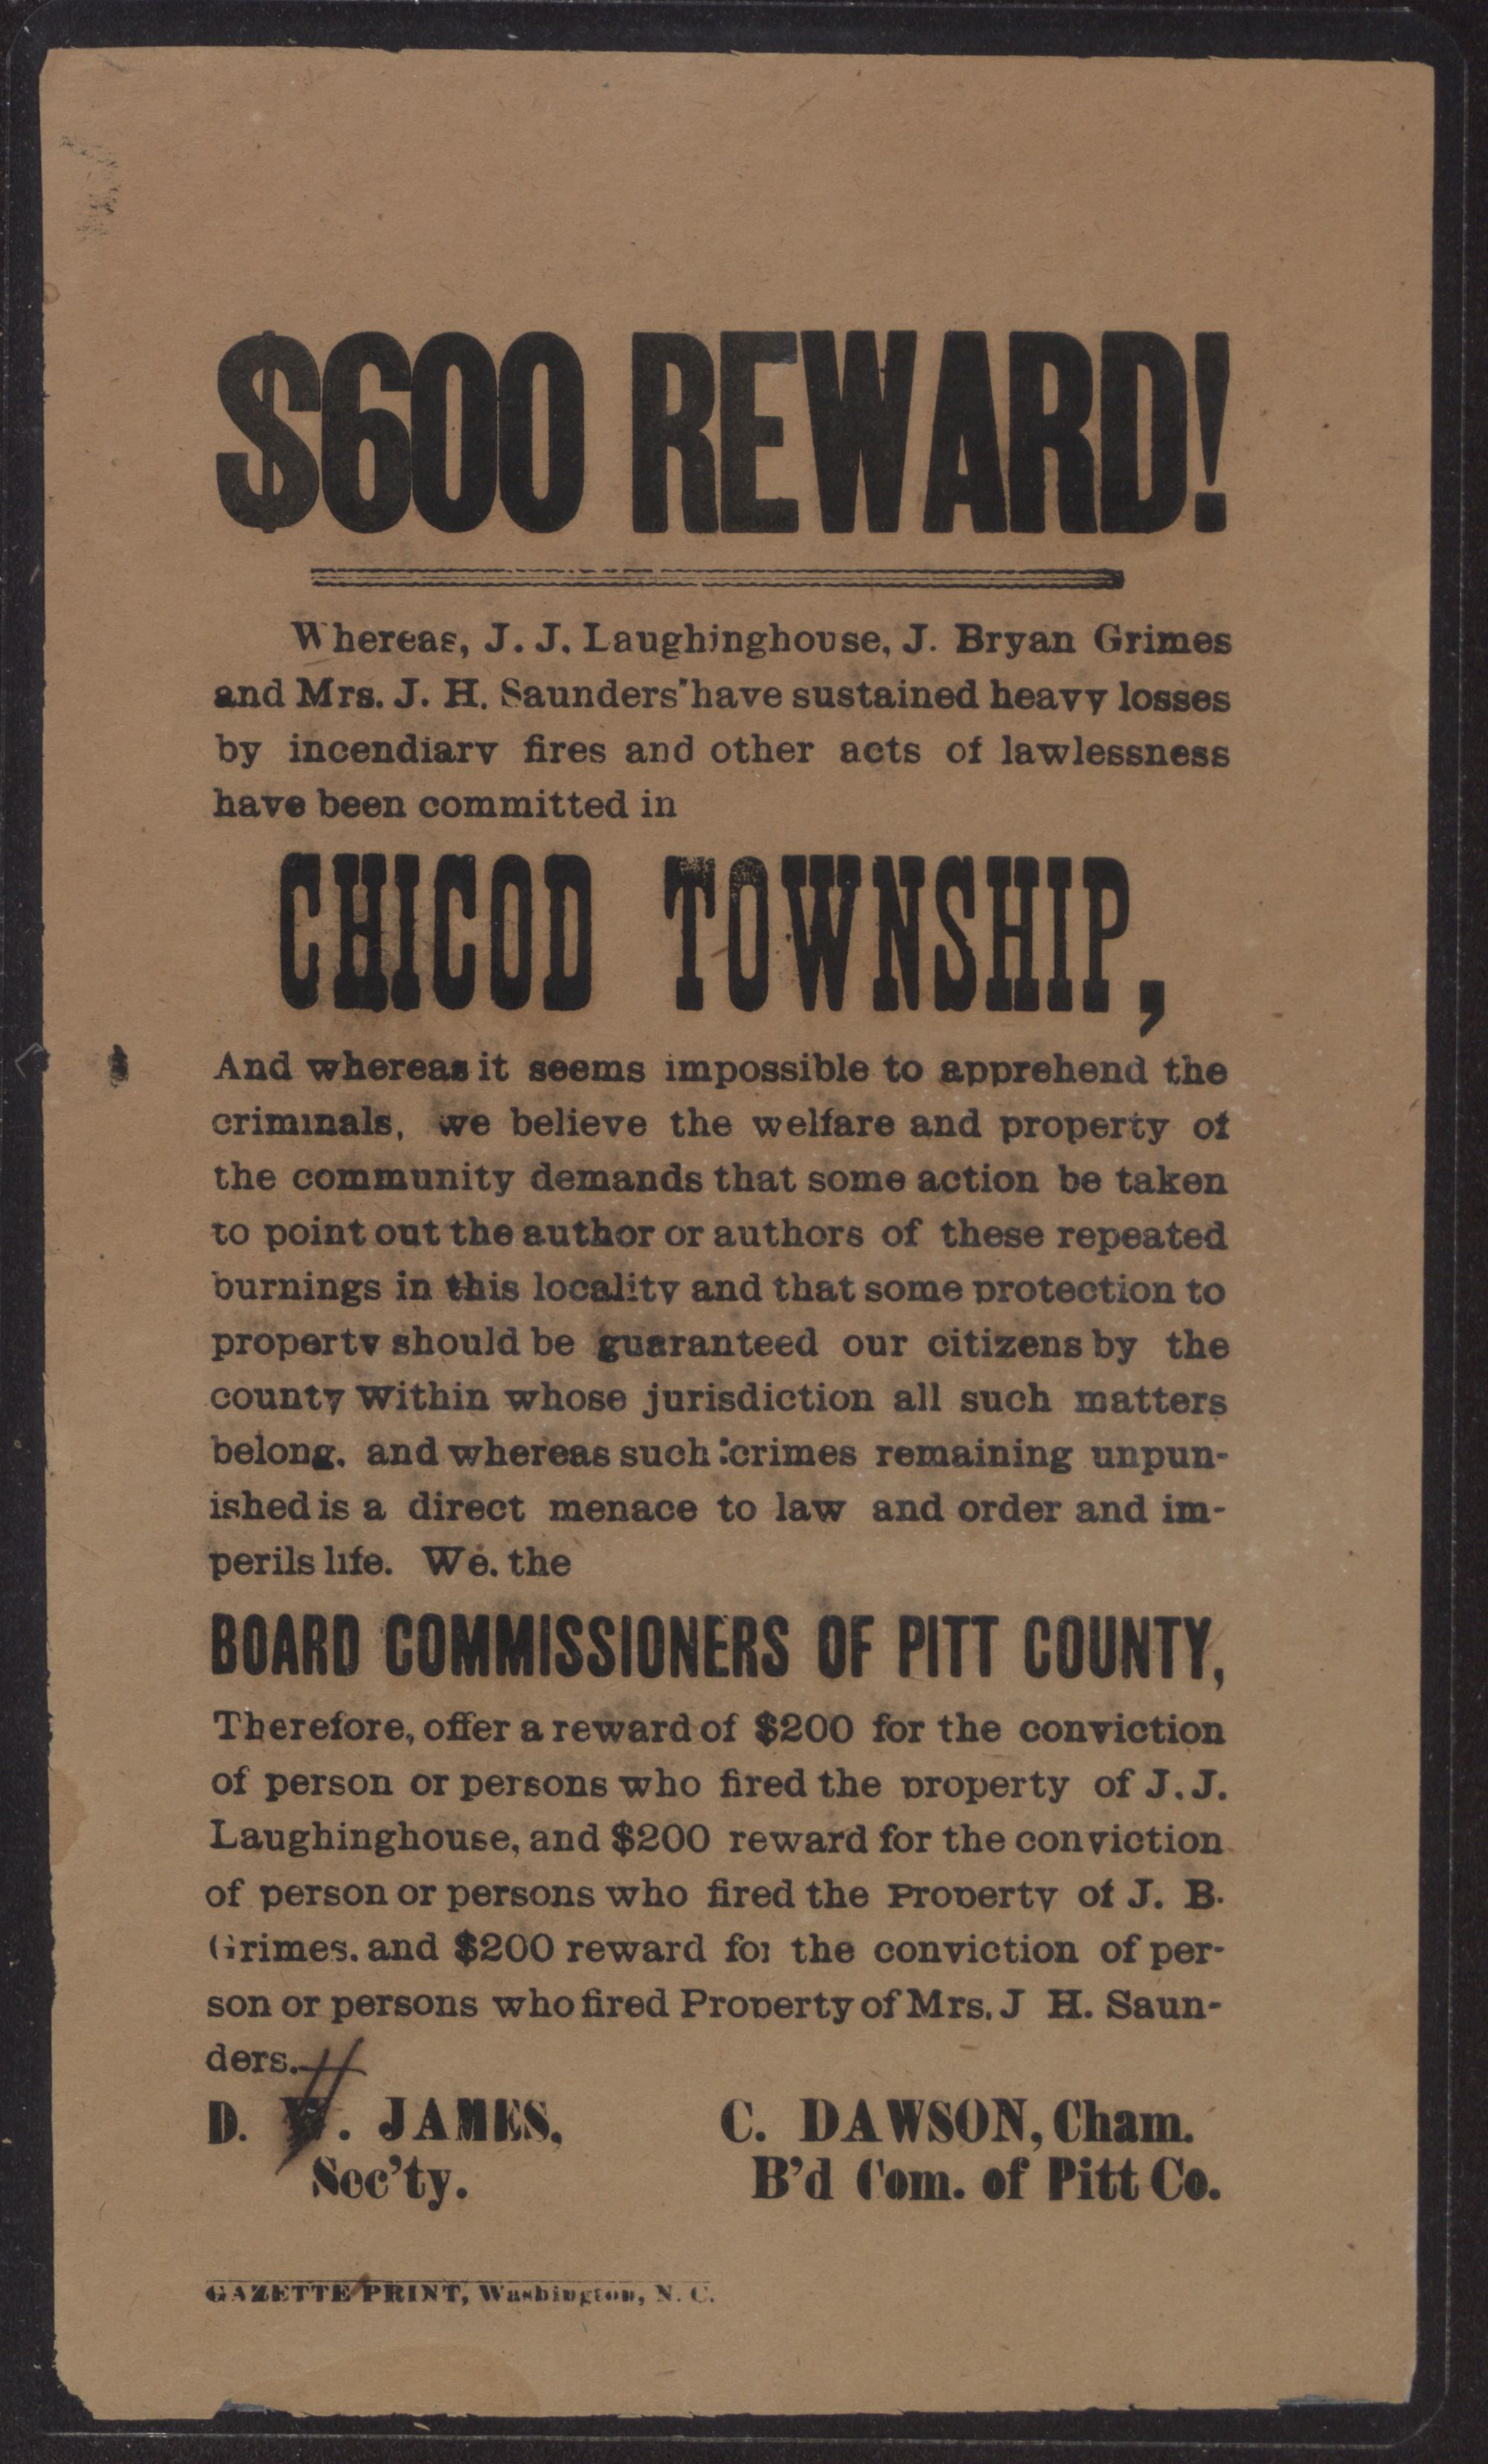 $600 REWARD!
Whereas, J. J. Laughinghouse, J. Bryan Grimes
and Mrs. J. H. Saunders have sustained heavy losses
by incendiary fires and other acts of lawlessness
have been committed in
CHICOD TOWNSHIP,
And whereas it seems impossible to apprehend the
criminals, we believe the welfare and property of
the community demands that some action be taken
to point out the author or authors of these repeated
burnings in this locality and that some protection to
property should be guaranteed our citizens by the
county within whose jurisdiction all such matters
belong, and whereas such crimes remaining unpun-
ished is a direct menace to law and order and im-
perils life. We, the
BOARD COMMISSIONERS OF PITT COUNTY,
Therefore, offer a reward of $200 for the conviction
of person or persons who fired the property of J. J.
Laughinghouse, and $200 reward for the conviction
of person or persons who fired the Property of J. B.
Grimes, and $200 reward for the conviction of per-
son or persons who fired Property of Mrs. J H. Saun-
ders.
D. W. JAMES, C. DAWSON, Cham.
Sec'ty. B'd Com. of Pitt Co.
GAZETTE PRINT, Washington, N. C.